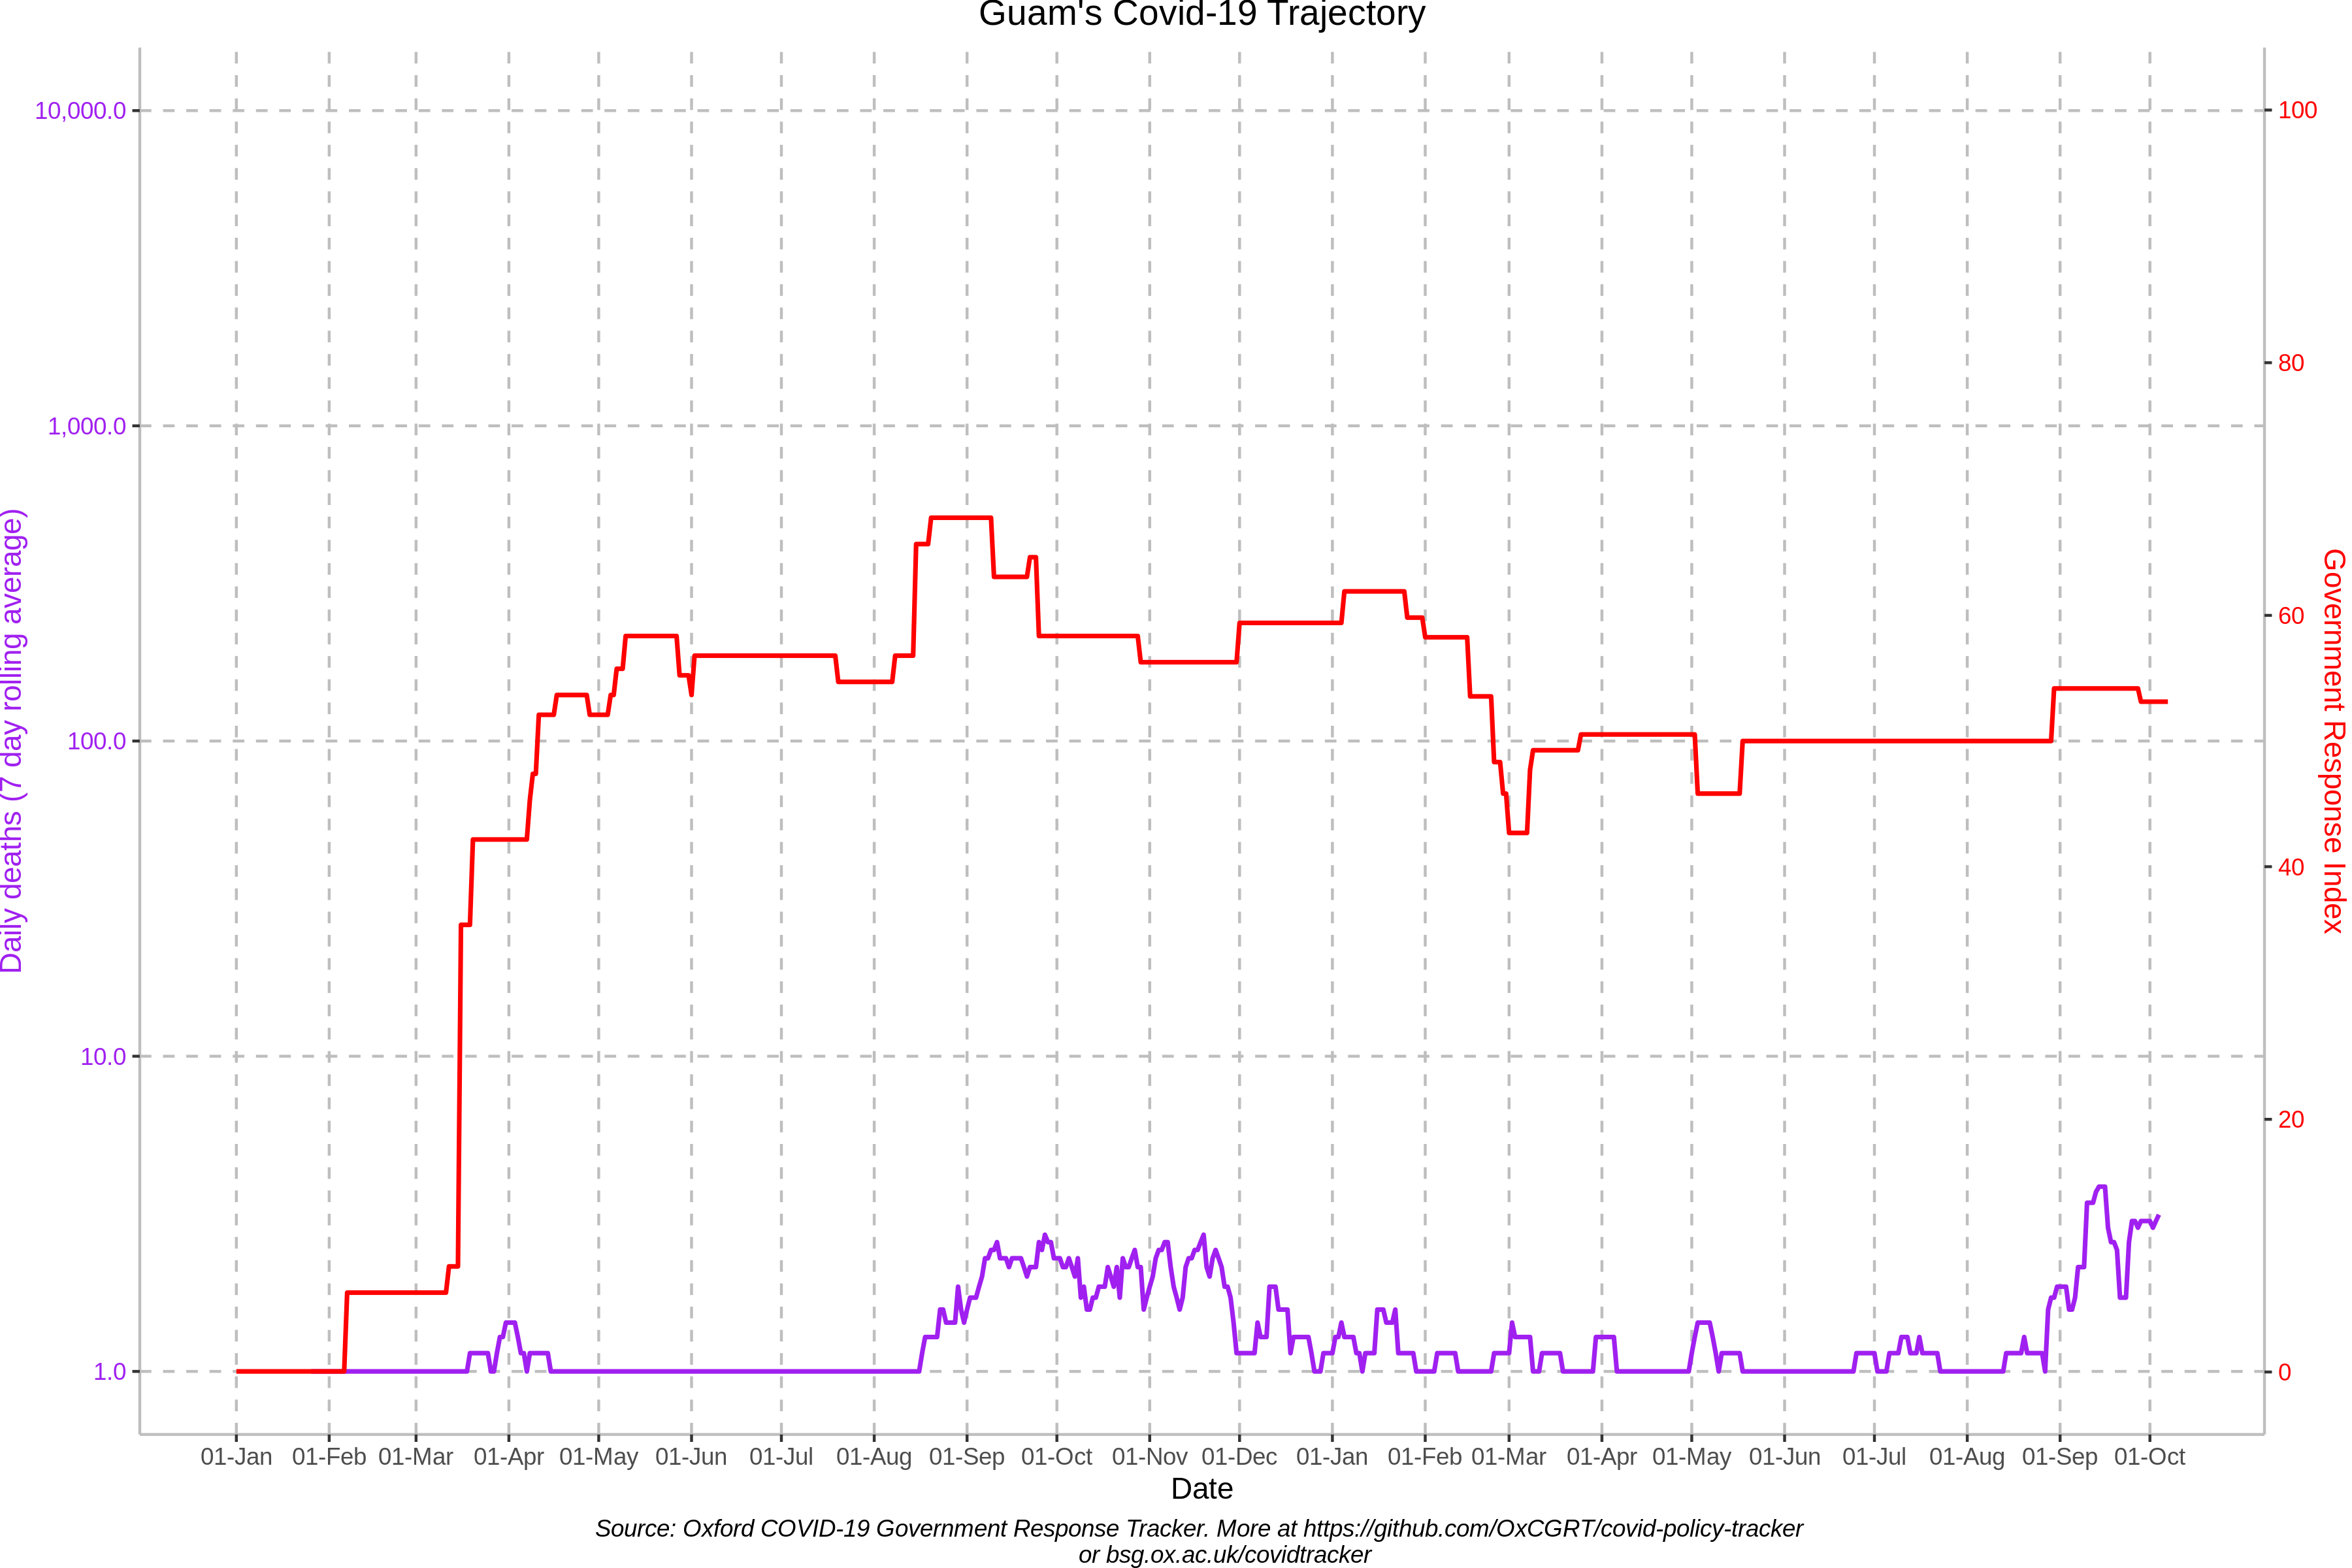 Guam's Covid-19 Trajectory
Daily deaths (7 day rolling average)
10,000.0
1,000.0
100.0
10.0
1.0
100
80
60
40
20
0
Government Response Index
01-Jan 01-Feb 01-Mar 01-Apr 01-May 01-Jun 01-Jul 01-Aug 01-Sep 01-Oct 01-Nov 01-Dec 01-Jan 01-Feb 01-Mar 01-Apr 01-May 01-Jun 01-Jul 01-Aug 01-Sep 01-Oct
Date
Source: Oxford COVID-19 Government Response Tracker. More at https://github.com/OxCGRT/covid-policy-tracker
or bsg.ox.ac.uk/covidtracker